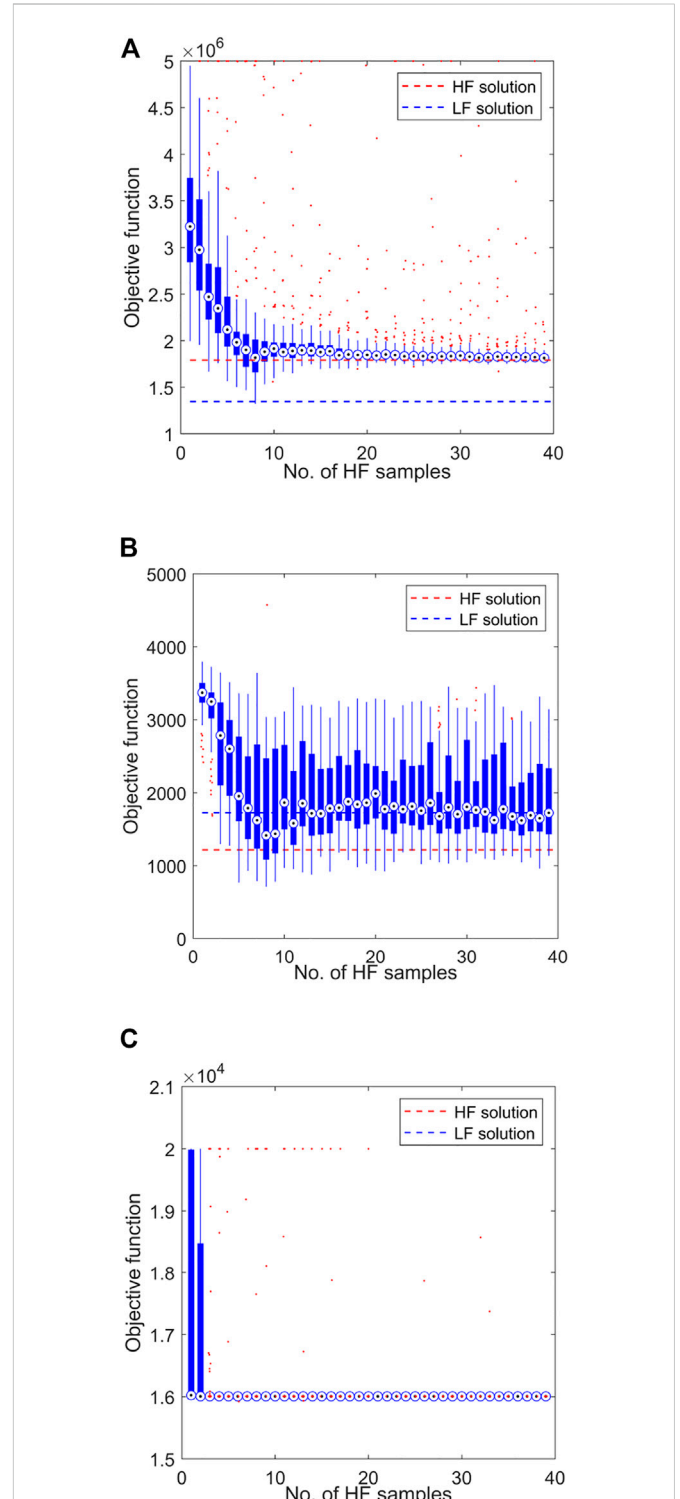 A
×10⁶
5
4.5
4
3.5
3
2.5
2
1.5
1
Objective function
HF solution
LF solution
0 10 20 30 40
No. of HF samples
B
5000
4000
3000
2000
1000
0
Objective function
HF solution
LF solution
0 10 20 30 40
No. of HF samples
C
×10⁴
2.1
2
1.9
1.8
1.7
1.6
1.5
Objective function
HF solution
LF solution
0 10 20 30 40
No. of HF samples